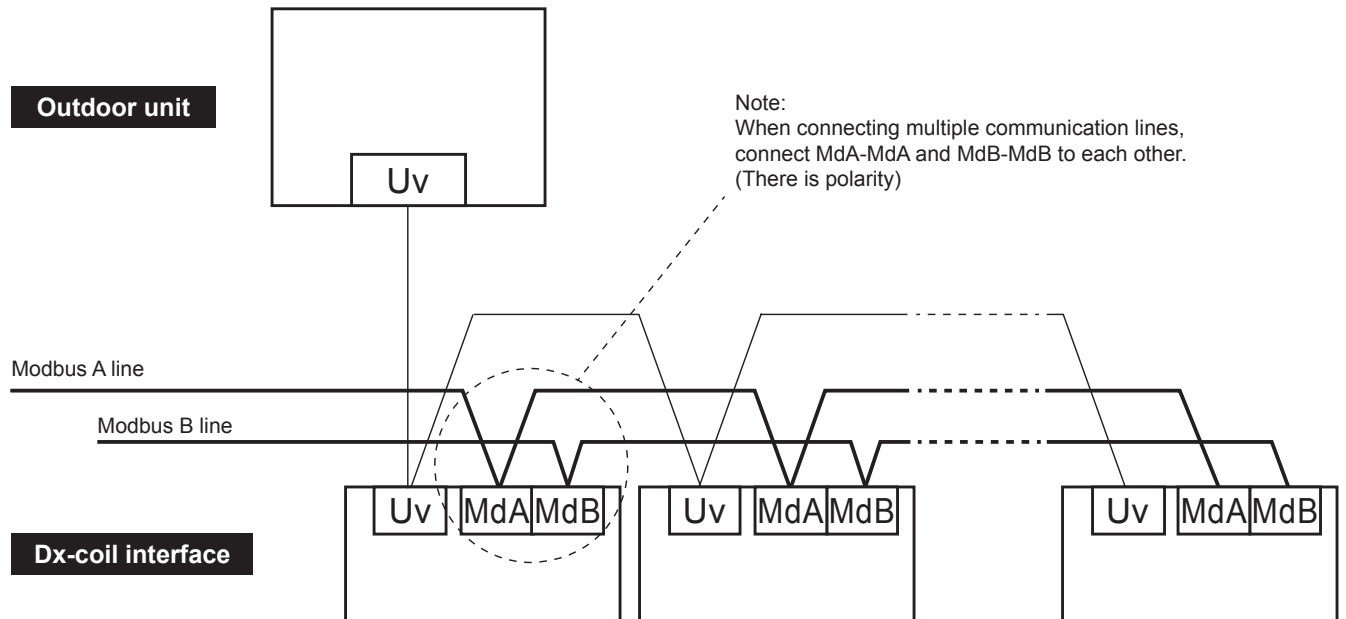 Outdoor unit
Uv
Note:
When connecting multiple communication lines,
connect MdA-MdA and MdB-MdB to each other.
(There is polarity)
Modbus A line
Modbus B line
Uv MdA MdB Uv MdA MdB Uv MdA MdB
Dx-coil interface